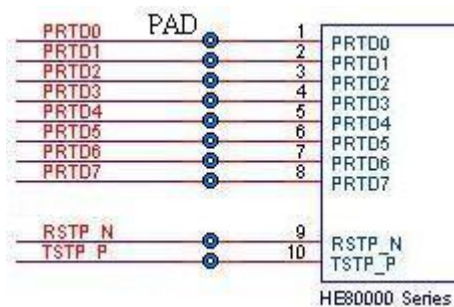 PAD
PRTD0 1 PRTD0
PRTD1 2 PRTD1
PRTD2 3 PRTD2
PRTD3 4 PRTD3
PRTD4 5 PRTD4
PRTD5 6 PRTD5
PRTD6 7 PRTD6
PRTD7 8 PRTD7
RSTP_N 9 RSTP_N
TSTP_P 10 TSTP_P
HE80000 Series